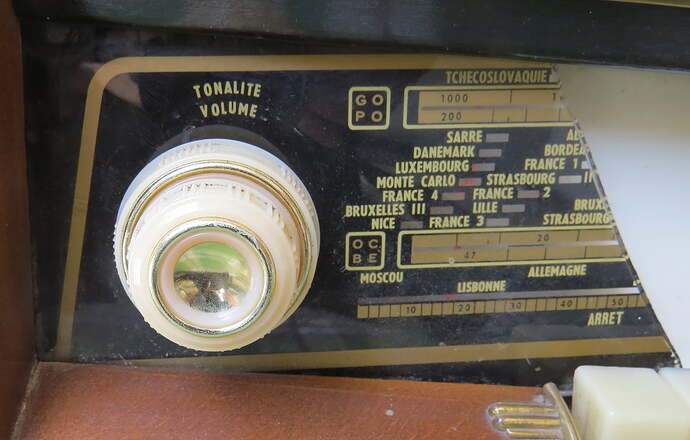 TONALITE
VOLUME
TCHECOSLOVAQUIE
GO
PO
1000
200
SARRE
DANEMARK
LUXEMBOURG FRANCE 1
MONTE CARLO STRASBOURG
FRANCE 4 FRANCE 2
BRUXELLES III LILLE
NICE FRANCE 3 STRASBOURG
OC
BE
20
47
MOSCOU LISBONNE ALLEMAGNE
10 20 30 40 50
ARRET